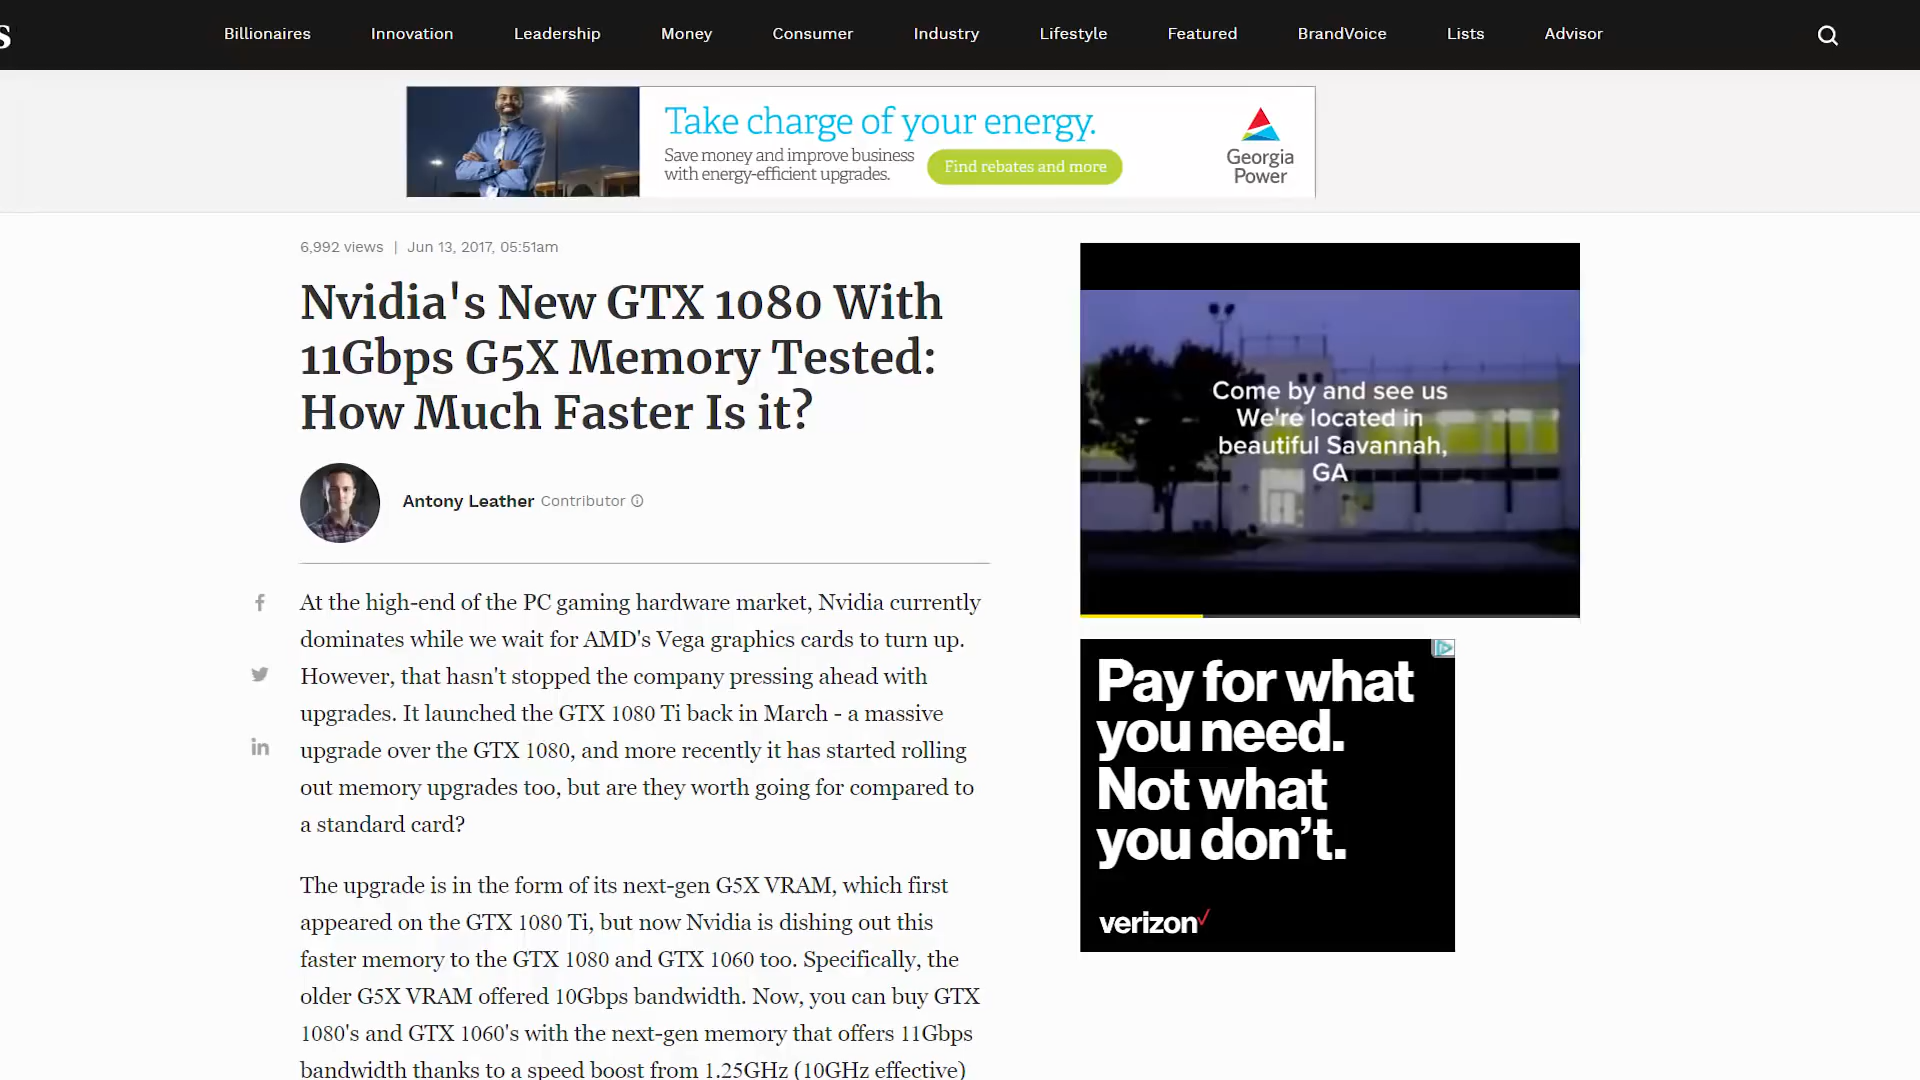 s
Billionaires Innovation Leadership Money Consumer Industry Lifestyle Featured BrandVoice Lists Advisor
Take charge of your energy.
Save money and improve business
with energy-efficient upgrades.
Find rebates and more
Georgia
Power
6,992 views | Jun 13, 2017, 05:51am
Nvidia's New GTX 1080 With
11Gbps G5X Memory Tested:
How Much Faster Is it?
Antony Leather Contributor
At the high-end of the PC gaming hardware market, Nvidia currently
dominates while we wait for AMD's Vega graphics cards to turn up.
However, that hasn't stopped the company pressing ahead with
upgrades. It launched the GTX 1080 Ti back in March - a massive
upgrade over the GTX 1080, and more recently it has started rolling
out memory upgrades too, but are they worth going for compared to
a standard card?
The upgrade is in the form of its next-gen G5X VRAM, which first
appeared on the GTX 1080 Ti, but now Nvidia is dishing out this
faster memory to the GTX 1080 and GTX 1060 too. Specifically, the
older G5X VRAM offered 10Gbps bandwidth. Now, you can buy GTX
1080's and GTX 1060's with the next-gen memory that offers 11Gbps
bandwidth thanks to a speed boost from 1.25GHz (10GHz effective)
Come by and see us
We're located in
beautiful Savannah,
GA
Pay for what
you need.
Not what
you don't.
verizon